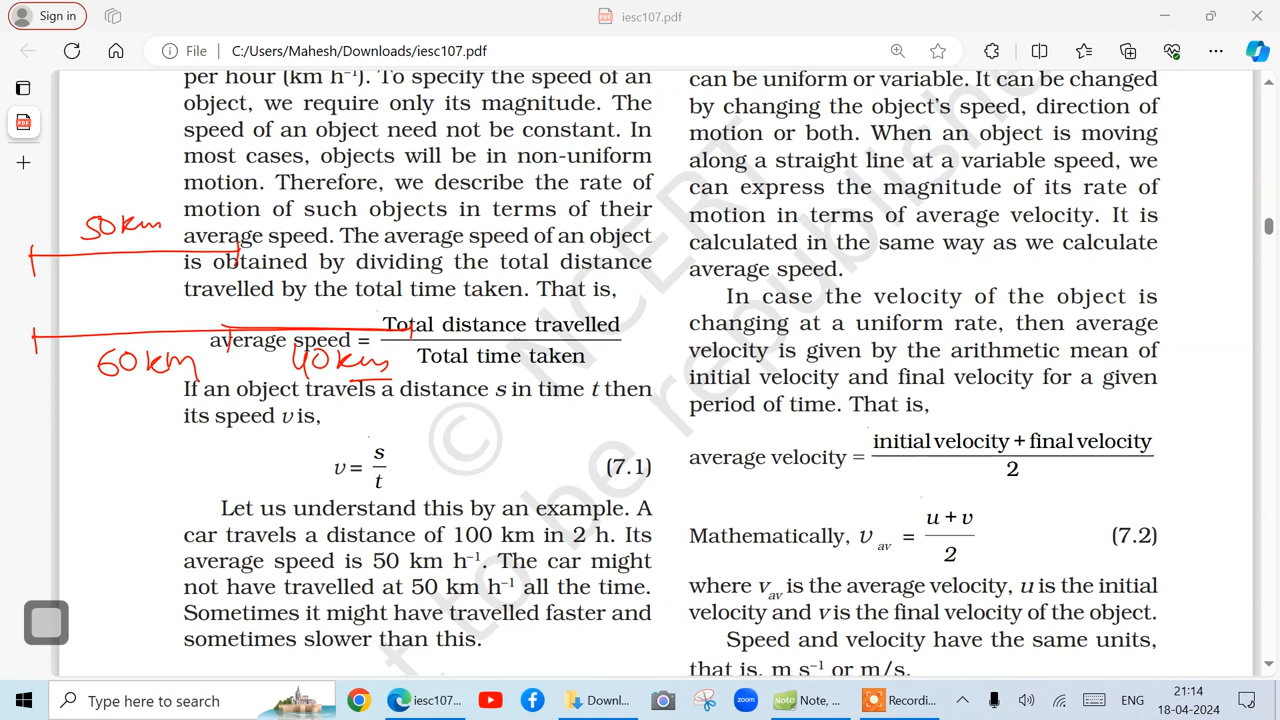 Sign in
iesc107.pdf
File
C:/Users/Mahesh/Downloads/iesc107.pdf
per hour (km h⁻¹). To specify the speed of an
object, we require only its magnitude. The
speed of an object need not be constant. In
most cases, objects will be in non-uniform
motion. Therefore, we describe the rate of
motion of such objects in terms of their
average speed. The average speed of an object
is obtained by dividing the total distance
travelled by the total time taken. That is,
average speed = Total distance travelled
Total time taken
If an object travels a distance s in time t then
its speed v is,
v = s
t
(7.1)
Let us understand this by an example. A
car travels a distance of 100 km in 2 h. Its
average speed is 50 km h⁻¹. The car might
not have travelled at 50 km h⁻¹ all the time.
Sometimes it might have travelled faster and
sometimes slower than this.
50 km
60 km
40 kms
can be uniform or variable. It can be changed
by changing the object's speed, direction of
motion or both. When an object is moving
along a straight line at a variable speed, we
can express the magnitude of its rate of
motion in terms of average velocity. It is
calculated in the same way as we calculate
average speed.
In case the velocity of the object is
changing at a uniform rate, then average
velocity is given by the arithmetic mean of
initial velocity and final velocity for a given
period of time. That is,
average velocity = initial velocity + final velocity
2
Mathematically, v av = u + v
2
(7.2)
where vav is the average velocity, u is the initial
velocity and v is the final velocity of the object.
Speed and velocity have the same units,
that is, m s⁻¹ or m/s.
© NCERT
to be republishe
Type here to search
iesc107...
Downl...
zoom
Note
Note, ...
Recordi...
ENG
21:14
18-04-2024